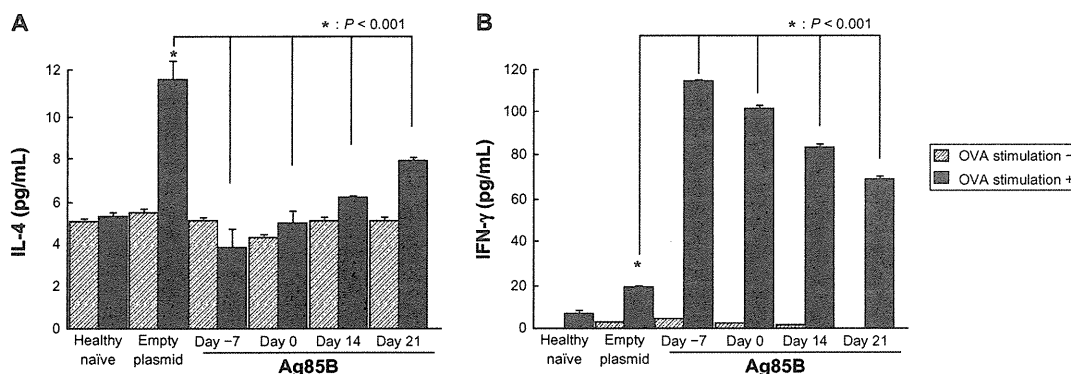 A
* : P < 0.001
*
IL-4 (pg/mL)
12
10
8
6
4
2
0
Healthy naïve
Empty plasmid
Day −7
Day 0
Day 14
Day 21
Ag85B
B
* : P < 0.001
*
IFN-γ (pg/mL)
120
100
80
60
40
20
0
Healthy naïve
Empty plasmid
Day −7
Day 0
Day 14
Day 21
Ag85B
OVA stimulation −
OVA stimulation +